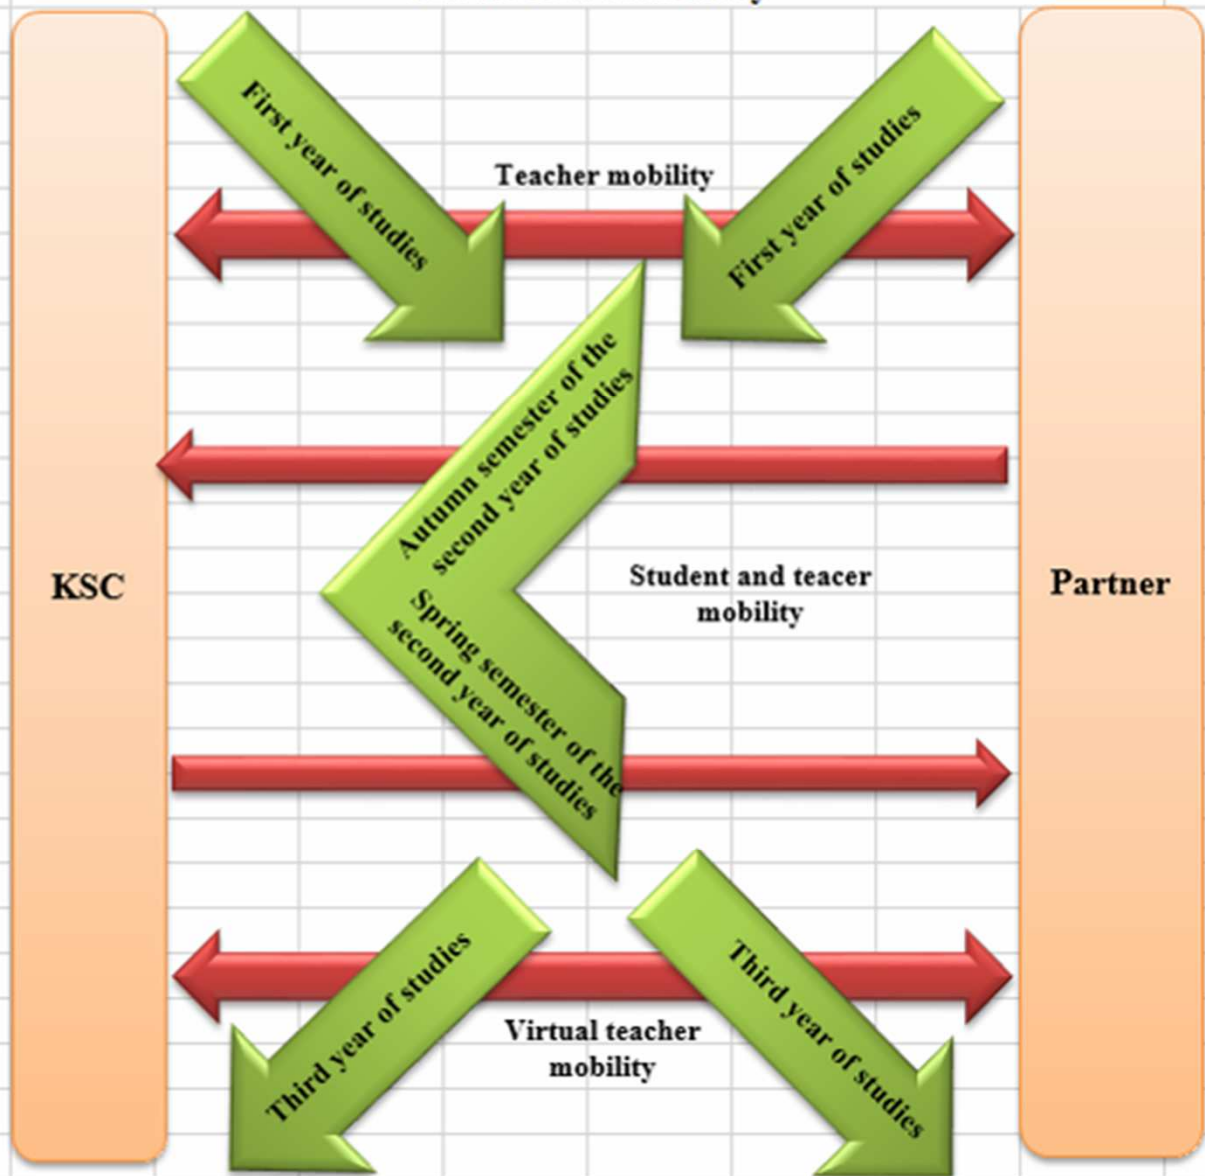 First year of studies
First year of studies
Teacher mobility
Autumn semester of the
second year of studies
KSC
Student and teacer
mobility
Partner
Spring semester of the
second year of studies
Third year of studies
Third year of studies
Virtual teacher
mobility